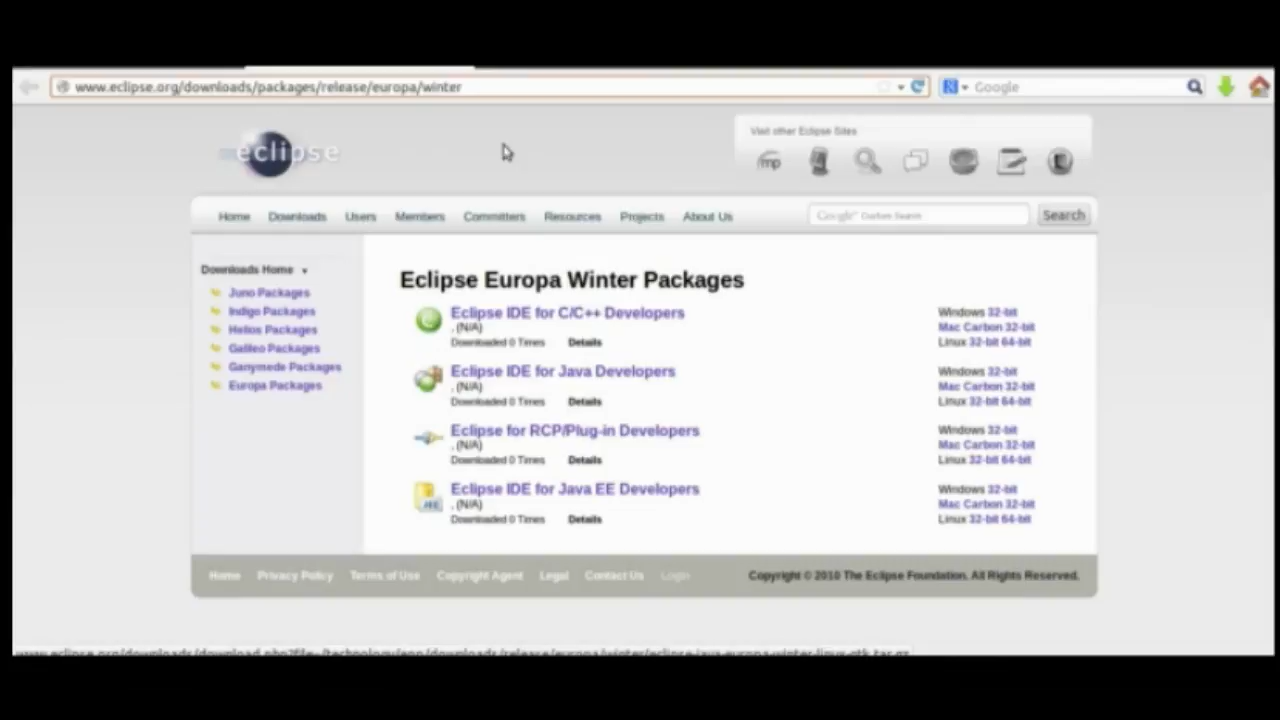 www.eclipse.org/downloads/packages/release/europa/winter
Google
eclipse
Visit other Eclipse Sites
mp
Home Downloads Users Members Committers Resources Projects About Us
Google™ Custom Search
Search
Downloads Home
Juno Packages
Indigo Packages
Helios Packages
Galileo Packages
Ganymede Packages
Europa Packages
Eclipse Europa Winter Packages
Eclipse IDE for C/C++ Developers
, (N/A)
Downloaded 0 Times Details
Windows 32-bit
Mac Carbon 32-bit
Linux 32-bit 64-bit
Eclipse IDE for Java Developers
, (N/A)
Downloaded 0 Times Details
Windows 32-bit
Mac Carbon 32-bit
Linux 32-bit 64-bit
Eclipse for RCP/Plug-in Developers
, (N/A)
Downloaded 0 Times Details
Windows 32-bit
Mac Carbon 32-bit
Linux 32-bit 64-bit
Eclipse IDE for Java EE Developers
, (N/A)
Downloaded 0 Times Details
Windows 32-bit
Mac Carbon 32-bit
Linux 32-bit 64-bit
Home Privacy Policy Terms of Use Copyright Agent Legal Contact Us Login
Copyright © 2010 The Eclipse Foundation. All Rights Reserved.